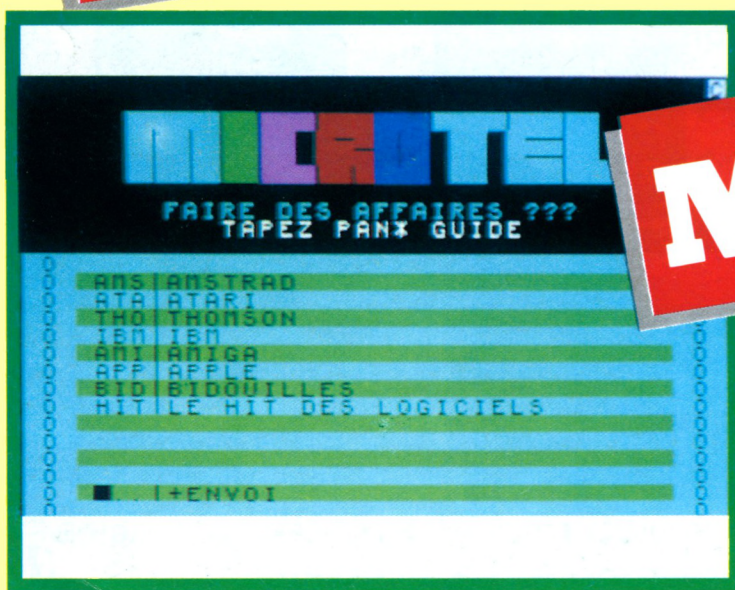 C
MICROTEL
FAIRE DES AFFAIRES ???
TAPEZ PAN* GUIDE
AMS|AMSTRAD
ATA|ATARI
THO|THOMSON
IBM|IBM
AMI|AMIGA
APP|APPLE
BID|BIDOUILLES
HIT|LE HIT DES LOGICIELS
...|+ENVOI
M